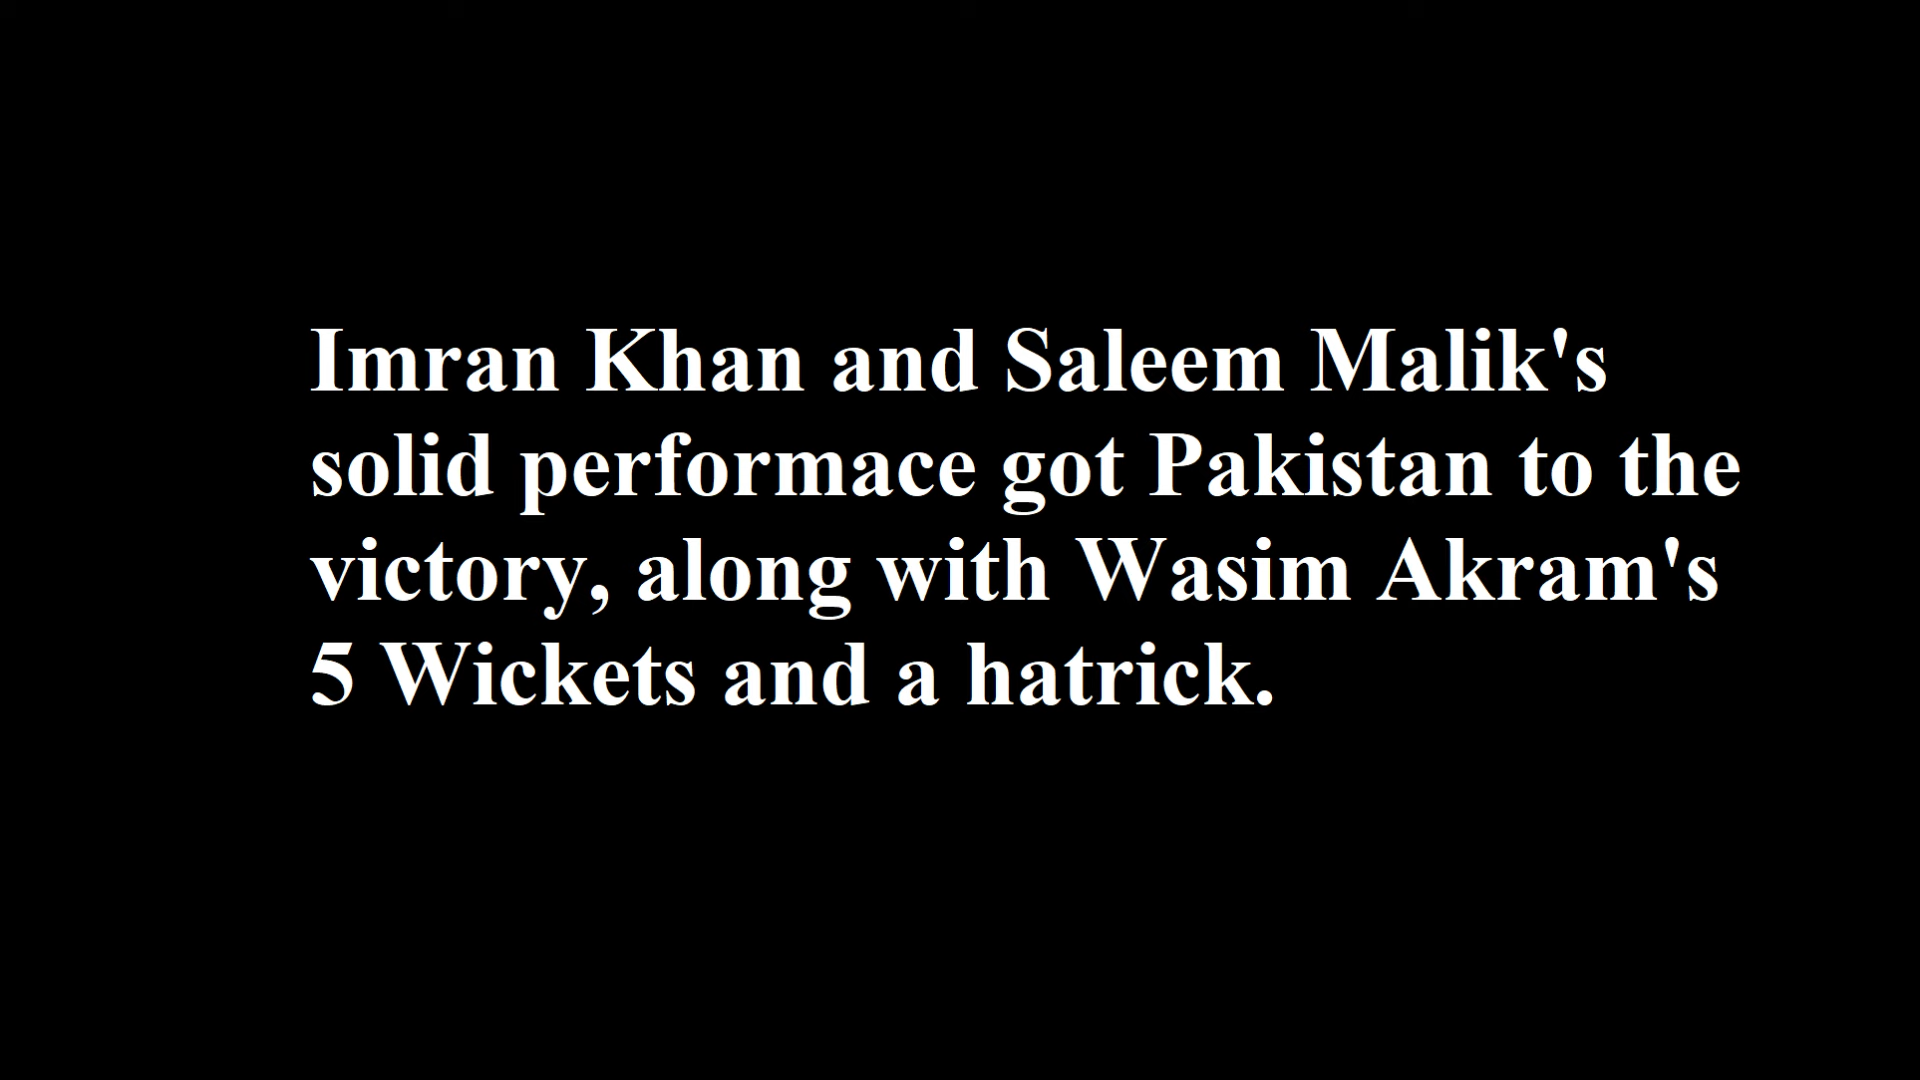 Imran Khan and Saleem Malik's
solid performace got Pakistan to the
victory, along with Wasim Akram's
5 Wickets and a hatrick.